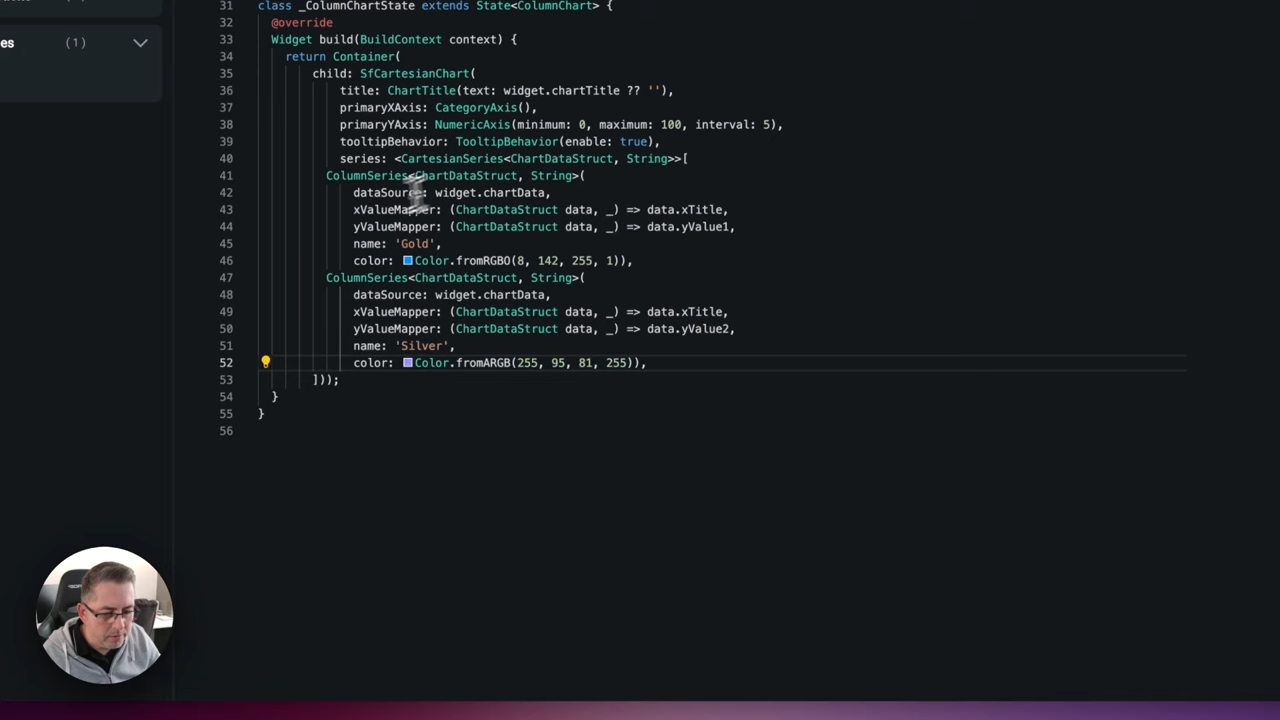 31 class _ColumnChartState extends State<ColumnChart> {
32 @override
es (1)
33 Widget build(BuildContext context) {
34 return Container(
35 child: SfCartesianChart(
36 title: ChartTitle(text: widget.chartTitle ?? ''),
37 primaryXAxis: CategoryAxis(),
38 primaryYAxis: NumericAxis(minimum: 0, maximum: 100, interval: 5),
39 tooltipBehavior: TooltipBehavior(enable: true),
40 series: <CartesianSeries<ChartDataStruct, String>>[
41 ColumnSeries<ChartDataStruct, String>(
42 dataSource: widget.chartData,
43 xValueMapper: (ChartDataStruct data, _) => data.xTitle,
44 yValueMapper: (ChartDataStruct data, _) => data.yValue1,
45 name: 'Gold',
46 color: Color.fromRGBO(8, 142, 255, 1)),
47 ColumnSeries<ChartDataStruct, String>(
48 dataSource: widget.chartData,
49 xValueMapper: (ChartDataStruct data, _) => data.xTitle,
50 yValueMapper: (ChartDataStruct data, _) => data.yValue2,
51 name: 'Silver',
52 color: Color.fromARGB(255, 95, 81, 255)),
53 ]));
54 }
55 }
56